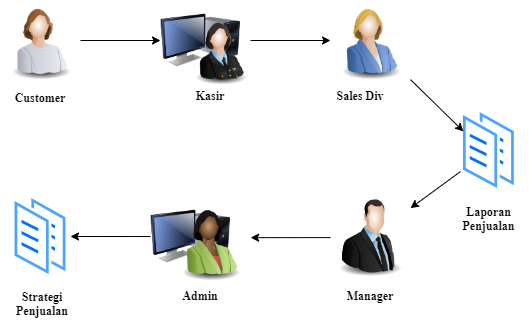 Customer
Kasir
Sales Div
Laporan
Penjualan
Manager
Admin
Strategi
Penjualan